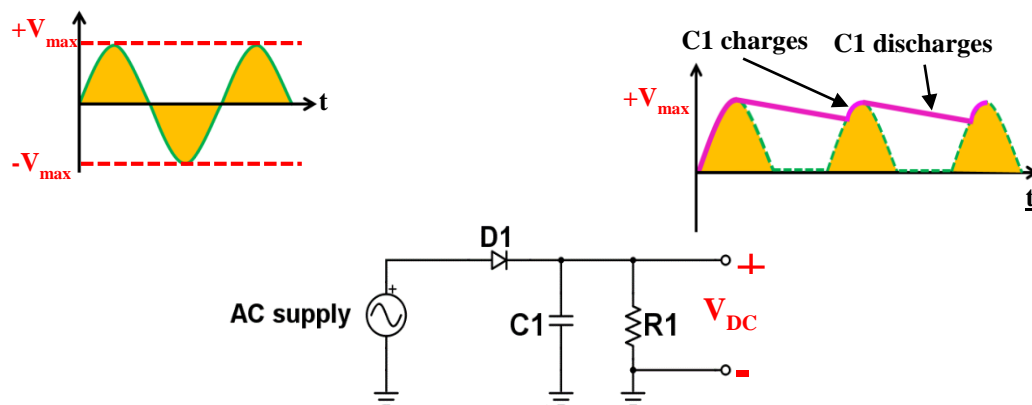 +Vmax
t
-Vmax
C1 charges
C1 discharges
+Vmax
t
D1
+
AC supply
C1
R1
+
VDC
-